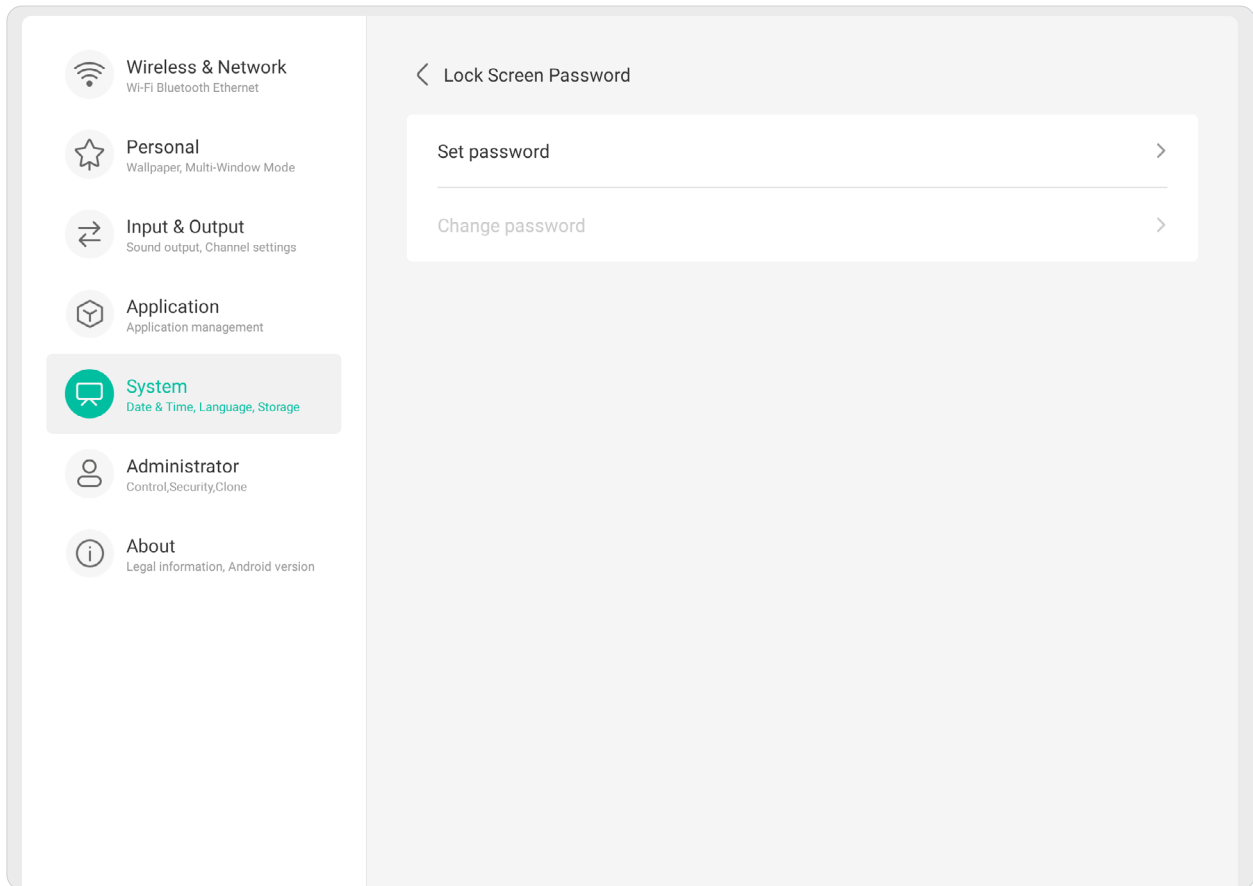 Wireless & Network
Wi-Fi Bluetooth Ethernet
Personal
Wallpaper, Multi-Window Mode
Input & Output
Sound output, Channel settings
Application
Application management
System
Date & Time, Language, Storage
Administrator
Control,Security,Clone
About
Legal information, Android version
Lock Screen Password
Set password
Change password